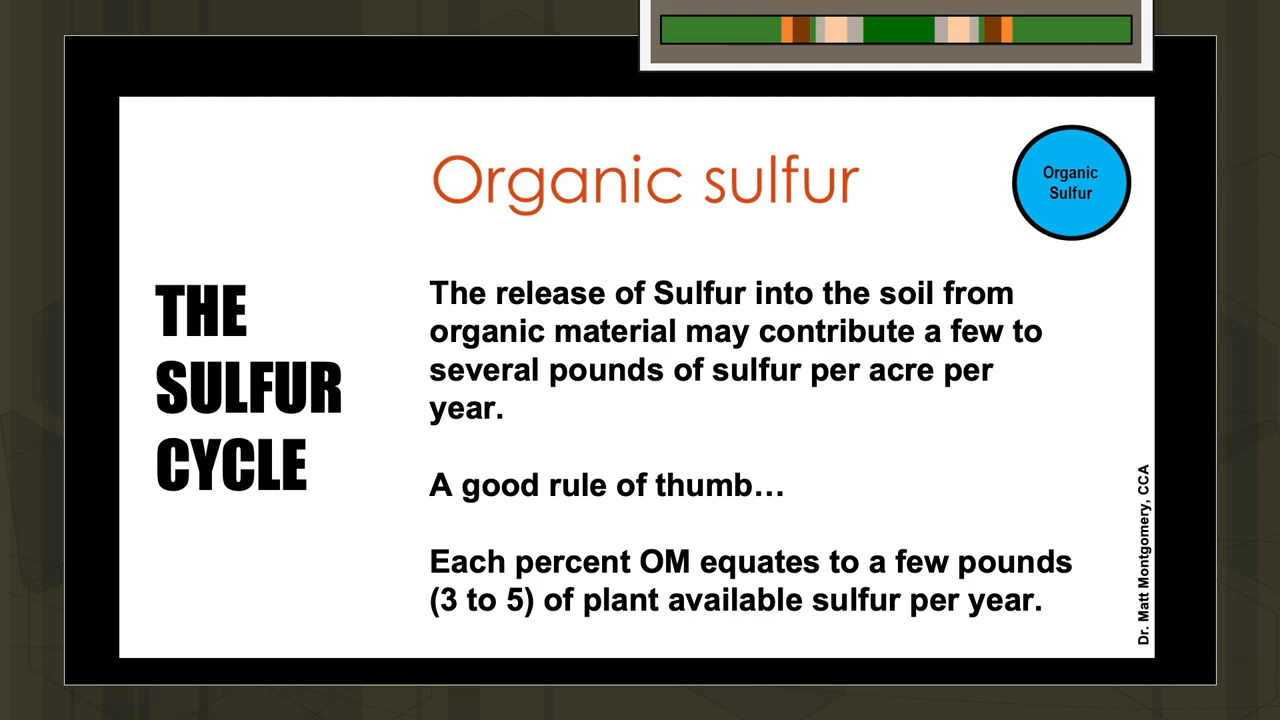 Organic sulfur
Organic
Sulfur
THE
SULFUR
CYCLE
The release of Sulfur into the soil from
organic material may contribute a few to
several pounds of sulfur per acre per
year.
A good rule of thumb…
Each percent OM equates to a few pounds
(3 to 5) of plant available sulfur per year.
Dr. Matt Montgomery, CCA